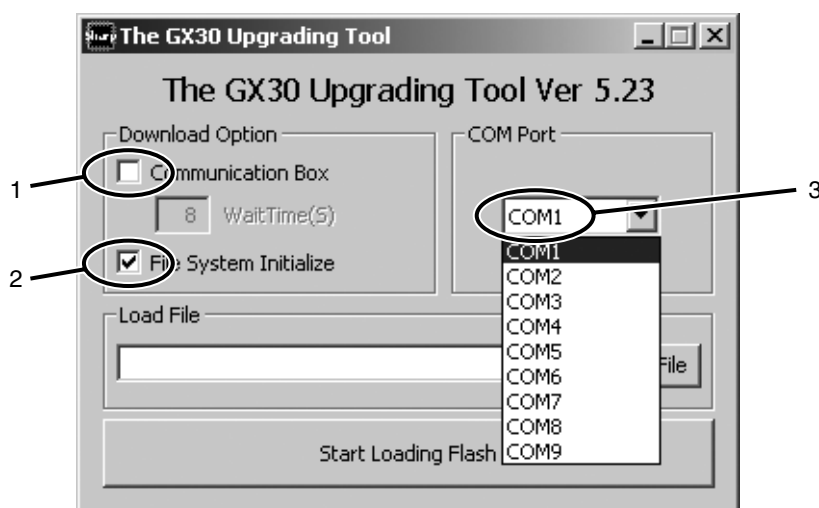 Sharp The GX30 Upgrading Tool
The GX30 Upgrading Tool Ver 5.23
Download Option
COM Port
1
Communication Box
8 WaitTime(S)
3
COM1
2
File System Initialize
COM1
COM2
COM3
COM4
COM5
COM6
COM7
COM8
COM9
Load File
File
Start Loading Flash